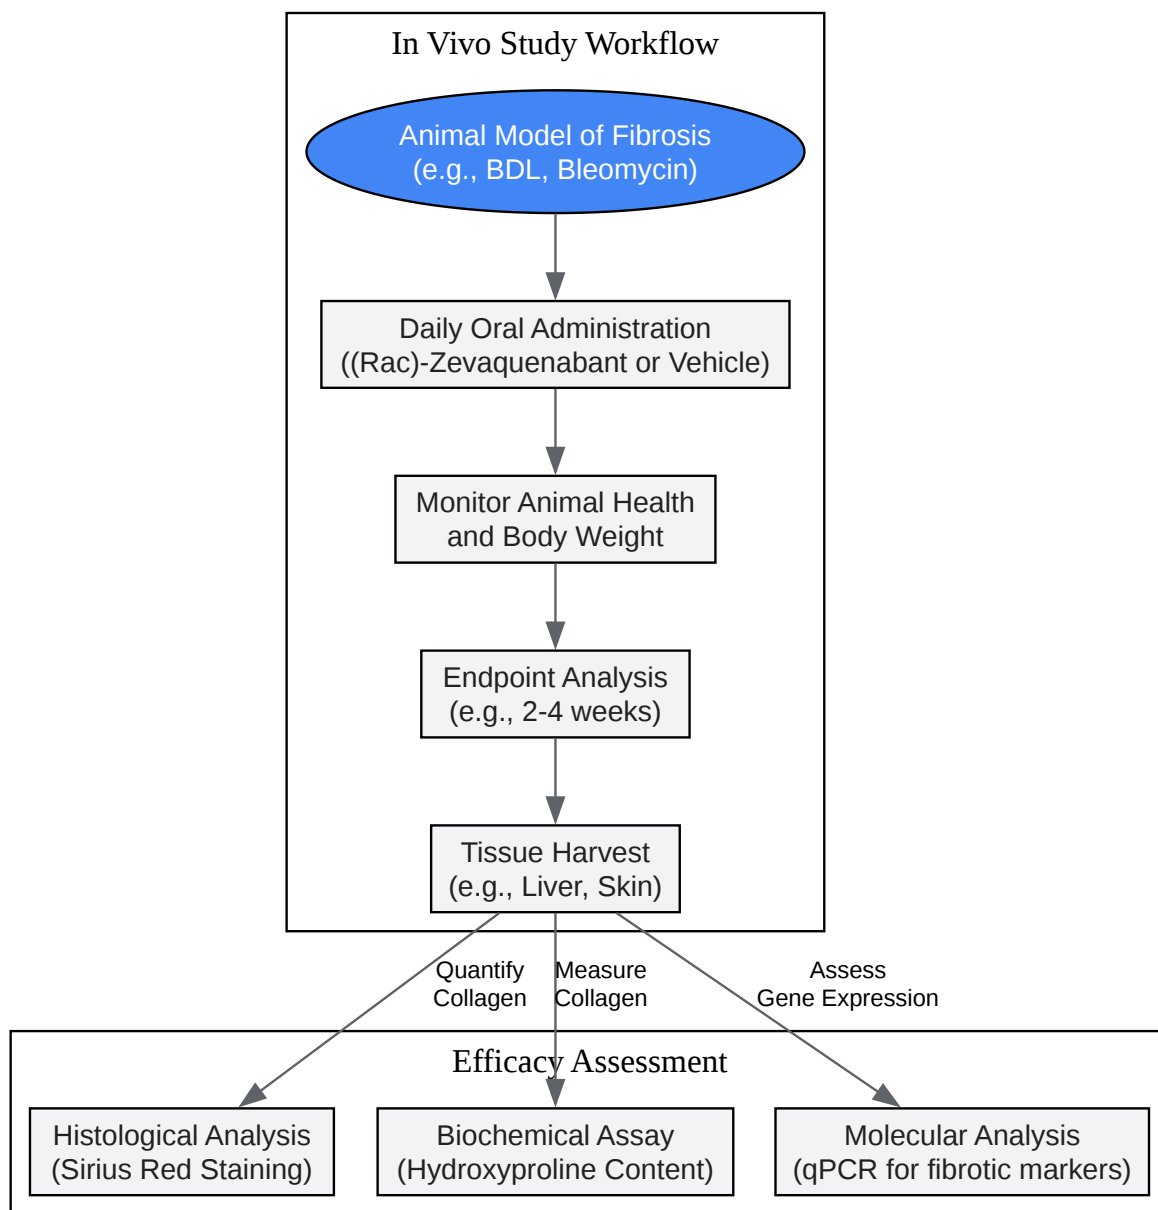 In Vivo Study Workflow
Animal Model of Fibrosis
(e.g., BDL, Bleomycin)
Daily Oral Administration
((Rac)-Zevaquenabant or Vehicle)
Monitor Animal Health
and Body Weight
Endpoint Analysis
(e.g., 2-4 weeks)
Tissue Harvest
(e.g., Liver, Skin)
Quantify
Collagen
Measure
Collagen
Assess
Gene Expression
Efficacy Assessment
Histological Analysis
(Sirius Red Staining)
Biochemical Assay
(Hydroxyproline Content)
Molecular Analysis
(qPCR for fibrotic markers)